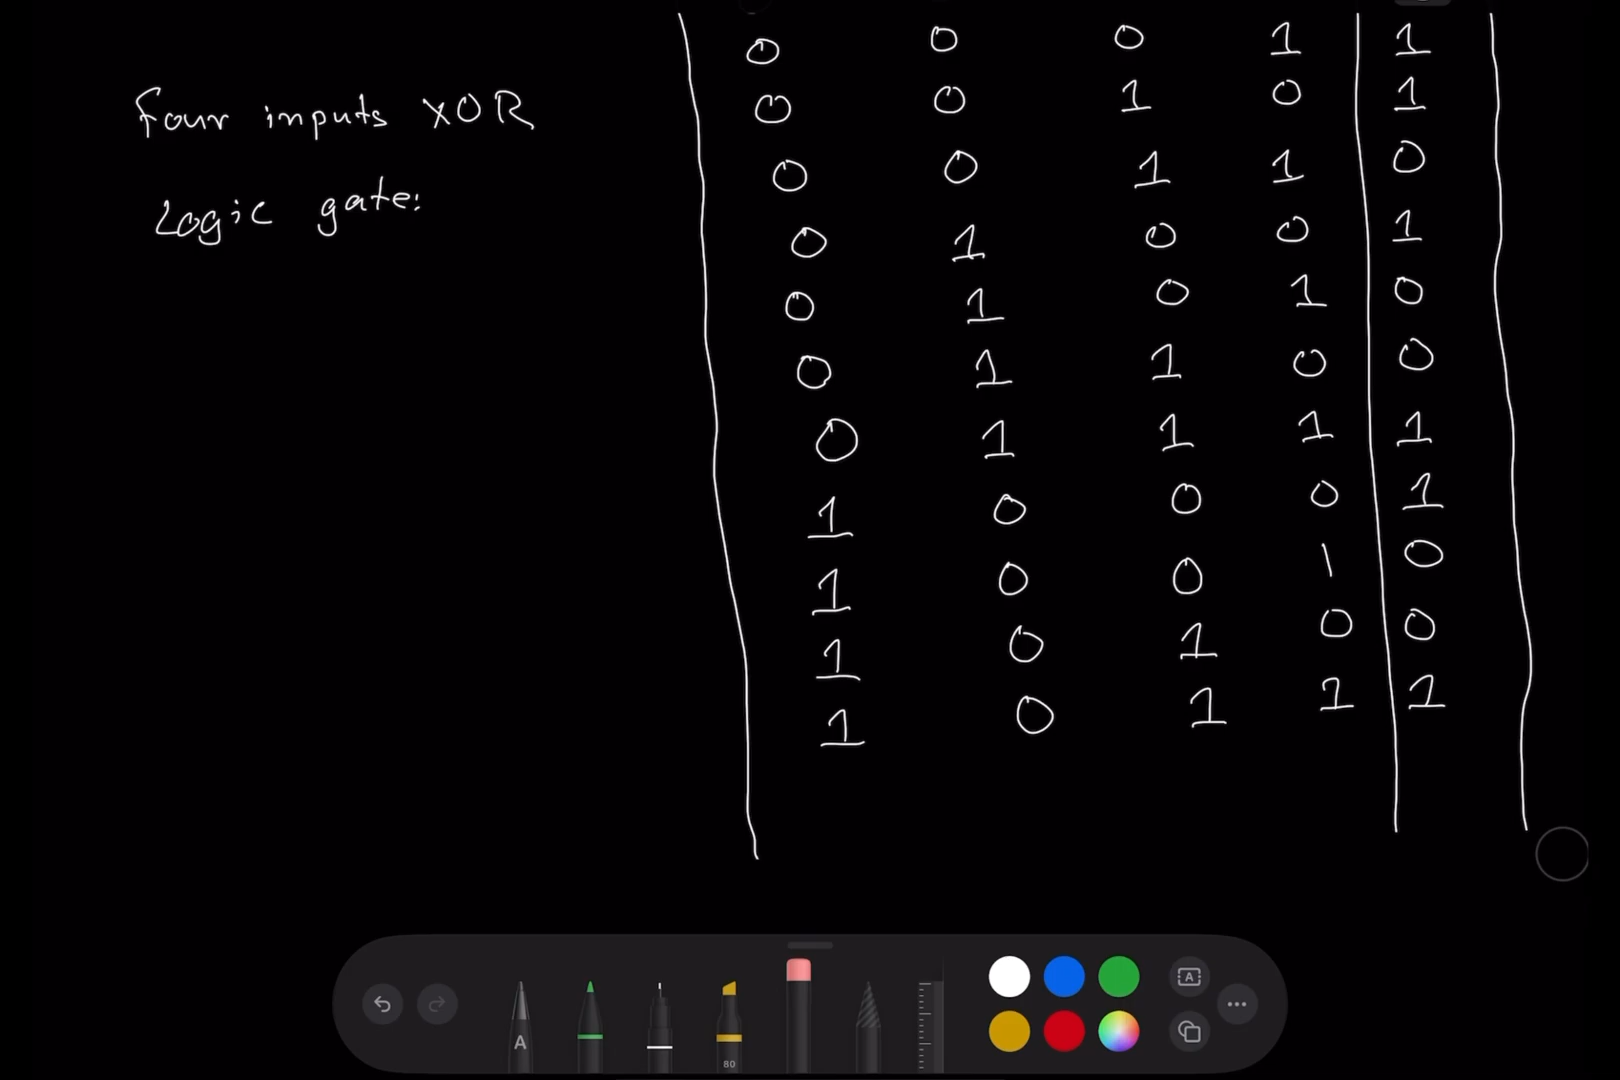 Four inputs XOR
Logic gate:
0 0 0 1 1
0 0 1 0 1
0 0 1 1 0
0 1 0 0 1
0 1 0 1 0
0 1 1 0 0
0 1 1 1 1
1 0 0 0 1
1 0 0 1 0
1 0 1 0 0
1 0 1 1 1
A
80
A